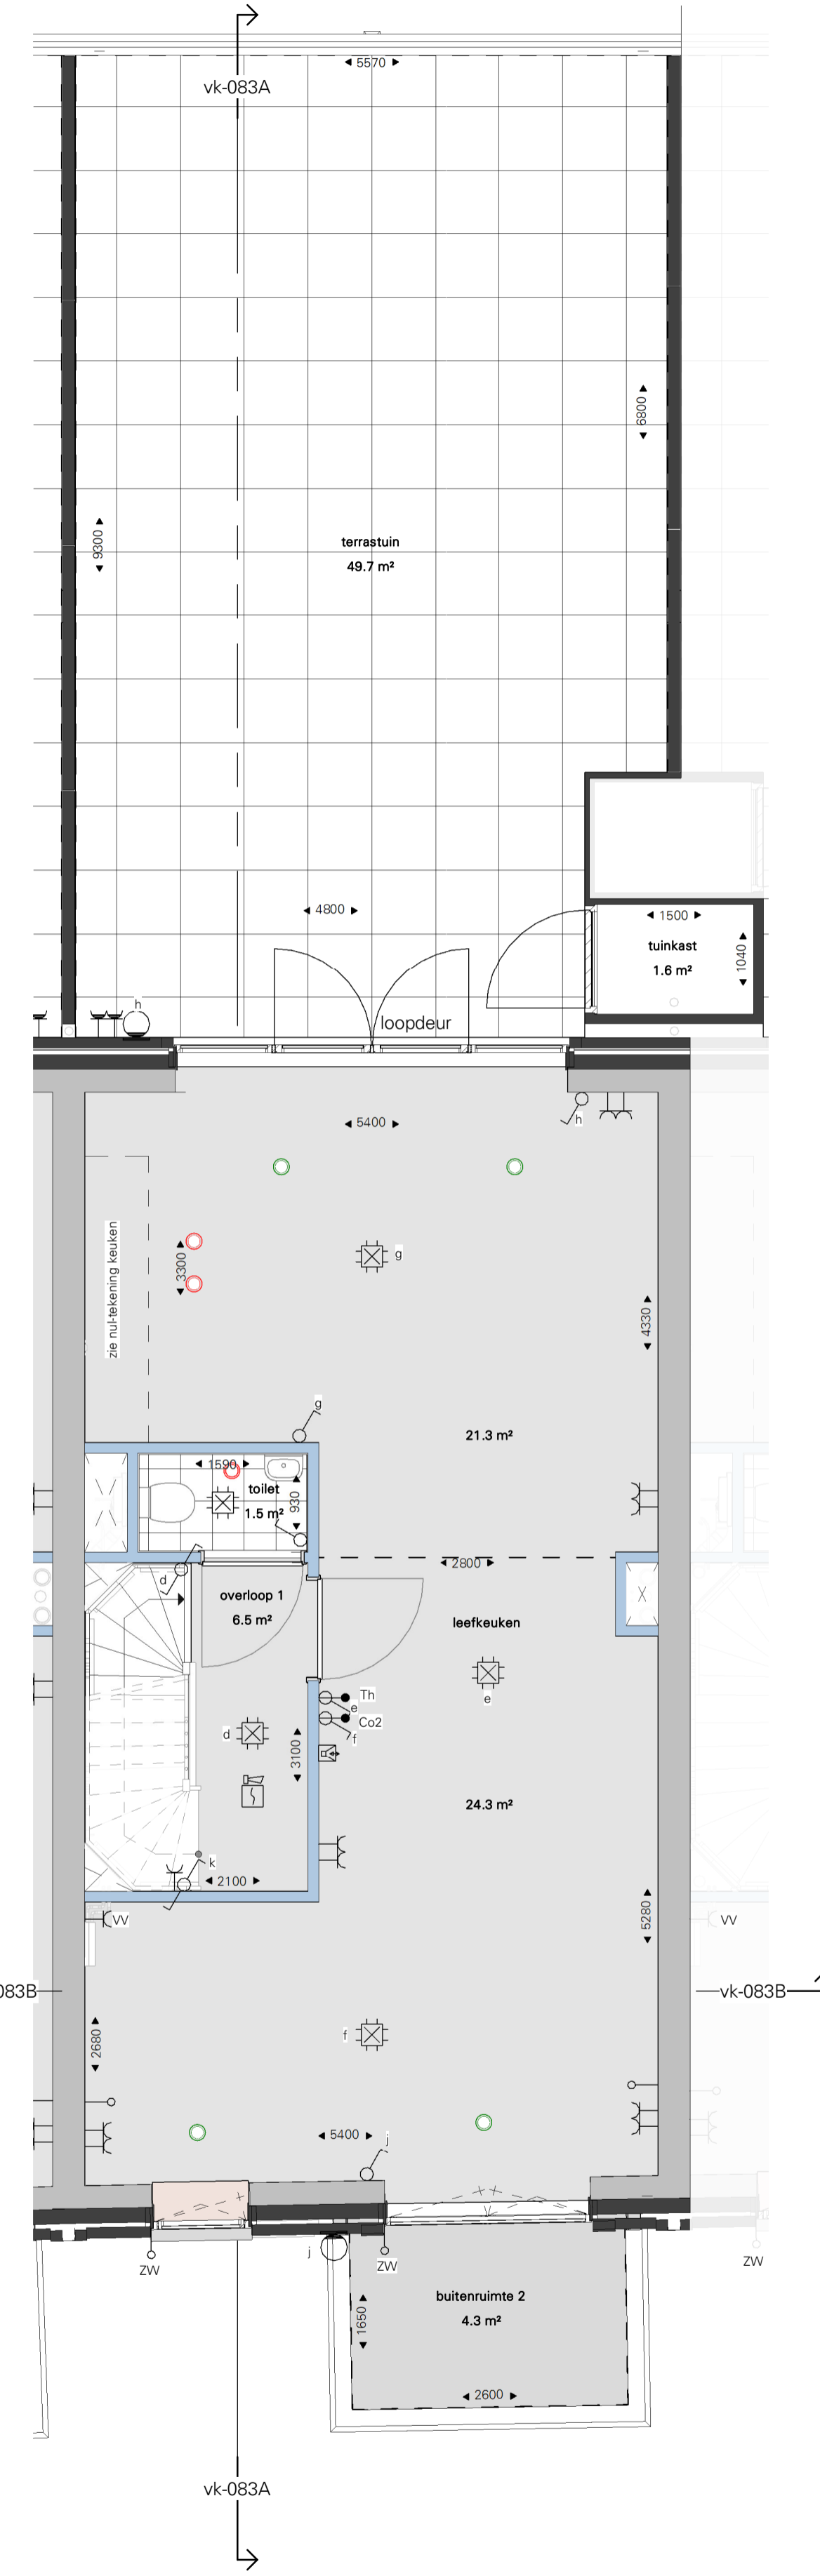 vk-083A
5570
6800
9300
terrastuin
49.7 m²
4800
1500
tuinkast
1.6 m²
1040
h
loopdeur
h
5400
zie nul-tekening keuken
3300
g
4330
g
21.3 m²
1590
toilet
1.5 m²
930
2800
d
overloop 1
6.5 m²
leefkeuken
e
Th
e
Co2
f
d
3100
24.3 m²
k
2100
VV
VV
5280
083B
vk-083B
2680
f
5400
j
j
ZW
ZW
ZW
buitenruimte 2
4.3 m²
1650
2600
vk-083A